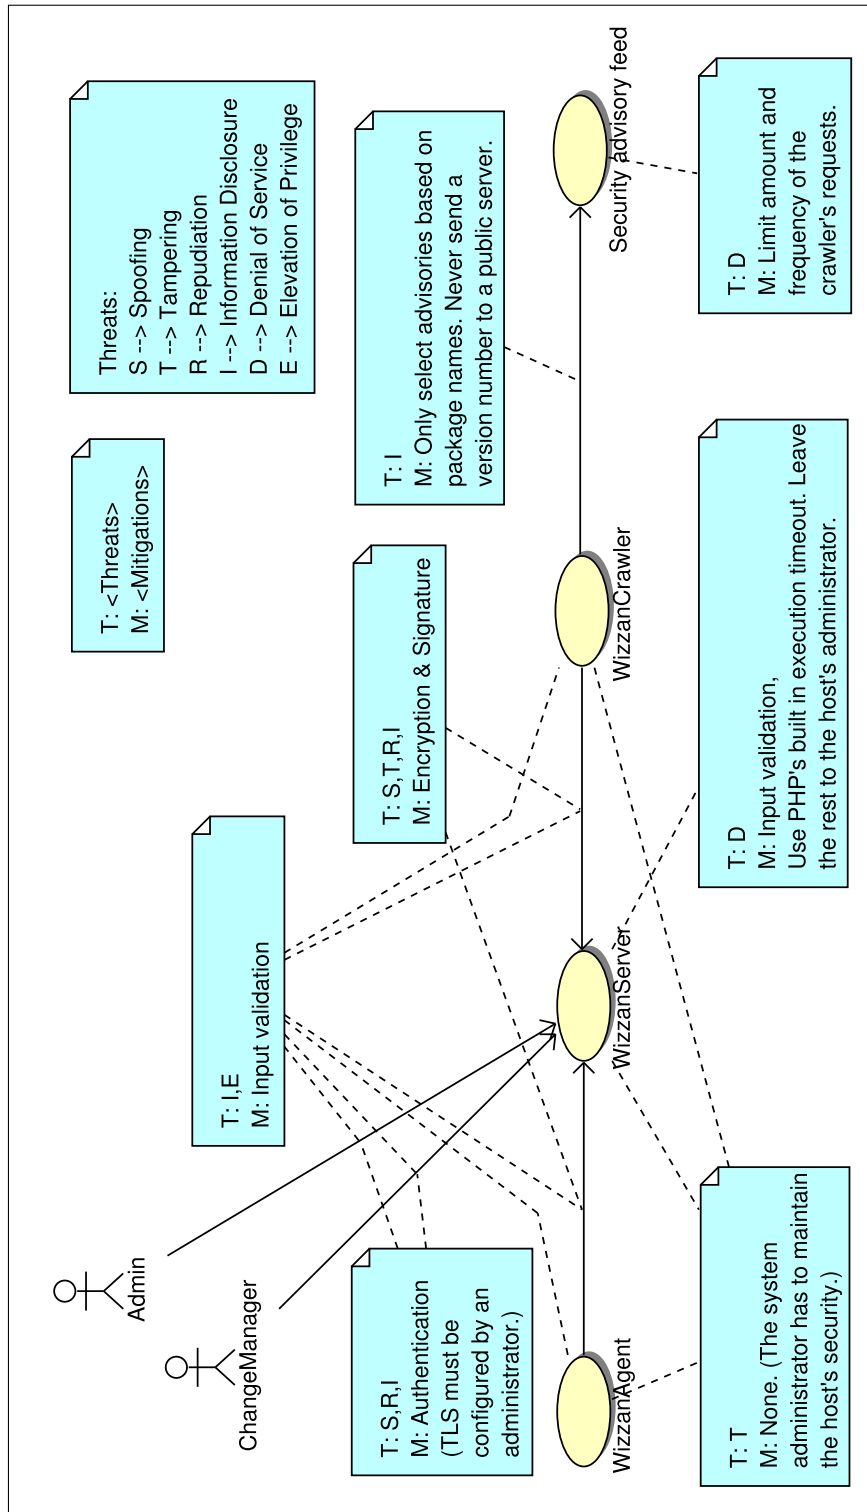 Threats:
S --> Spoofing
T --> Tampering
R --> Repudiation
I --> Information Disclosure
D --> Denial of Service
E --> Elevation of Privilege
T: <Threats>
M: <Mitigations>
T: I,E
M: Input validation
Admin
ChangeManager
T: S,R,I
M: Authentication
(TLS must be
configured by an
administrator.)
T: S,T,R,I
M: Encryption & Signature
T: I
M: Only select advisories based on
package names. Never send a
version number to a public server.
WizzanAgent
WizzanServer
WizzanCrawler
Security advisory feed
T: T
M: None. (The system
administrator has to maintain
the host's security.)
T: D
M: Input validation,
Use PHP's built in execution timeout. Leave
the rest to the host's administrator.
T: D
M: Limit amount and
frequency of the
crawler's requests.